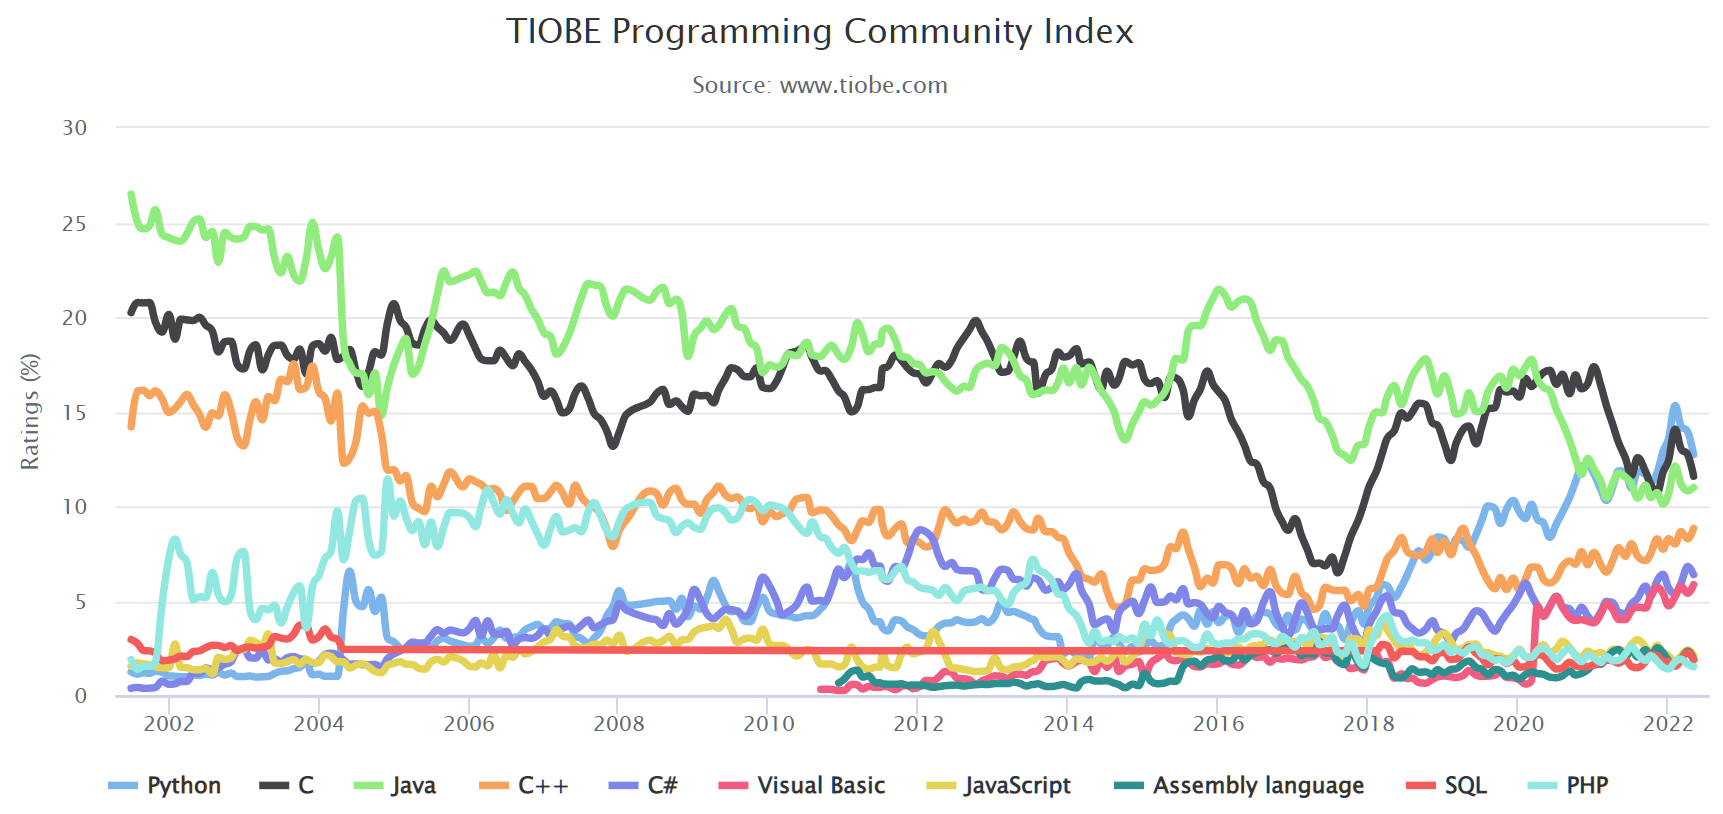 TIOBE Programming Community Index
Source: www.tiobe.com
Ratings (%)
30
25
20
15
10
5
0
2002 2004 2006 2008 2010 2012 2014 2016 2018 2020 2022
Python C Java C++ C# Visual Basic JavaScript Assembly language SQL PHP